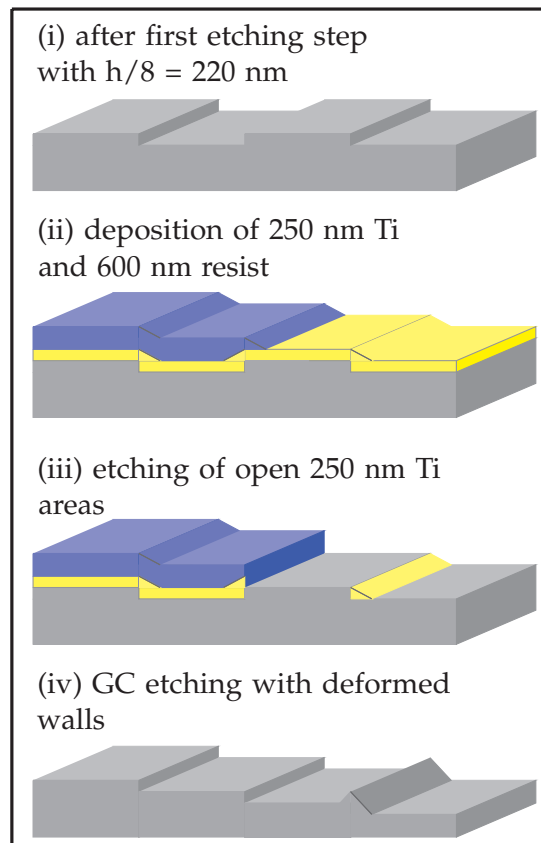 (i) after first etching step
with h/8 = 220 nm
(ii) deposition of 250 nm Ti
and 600 nm resist
(iii) etching of open 250 nm Ti
areas
(iv) GC etching with deformed
walls